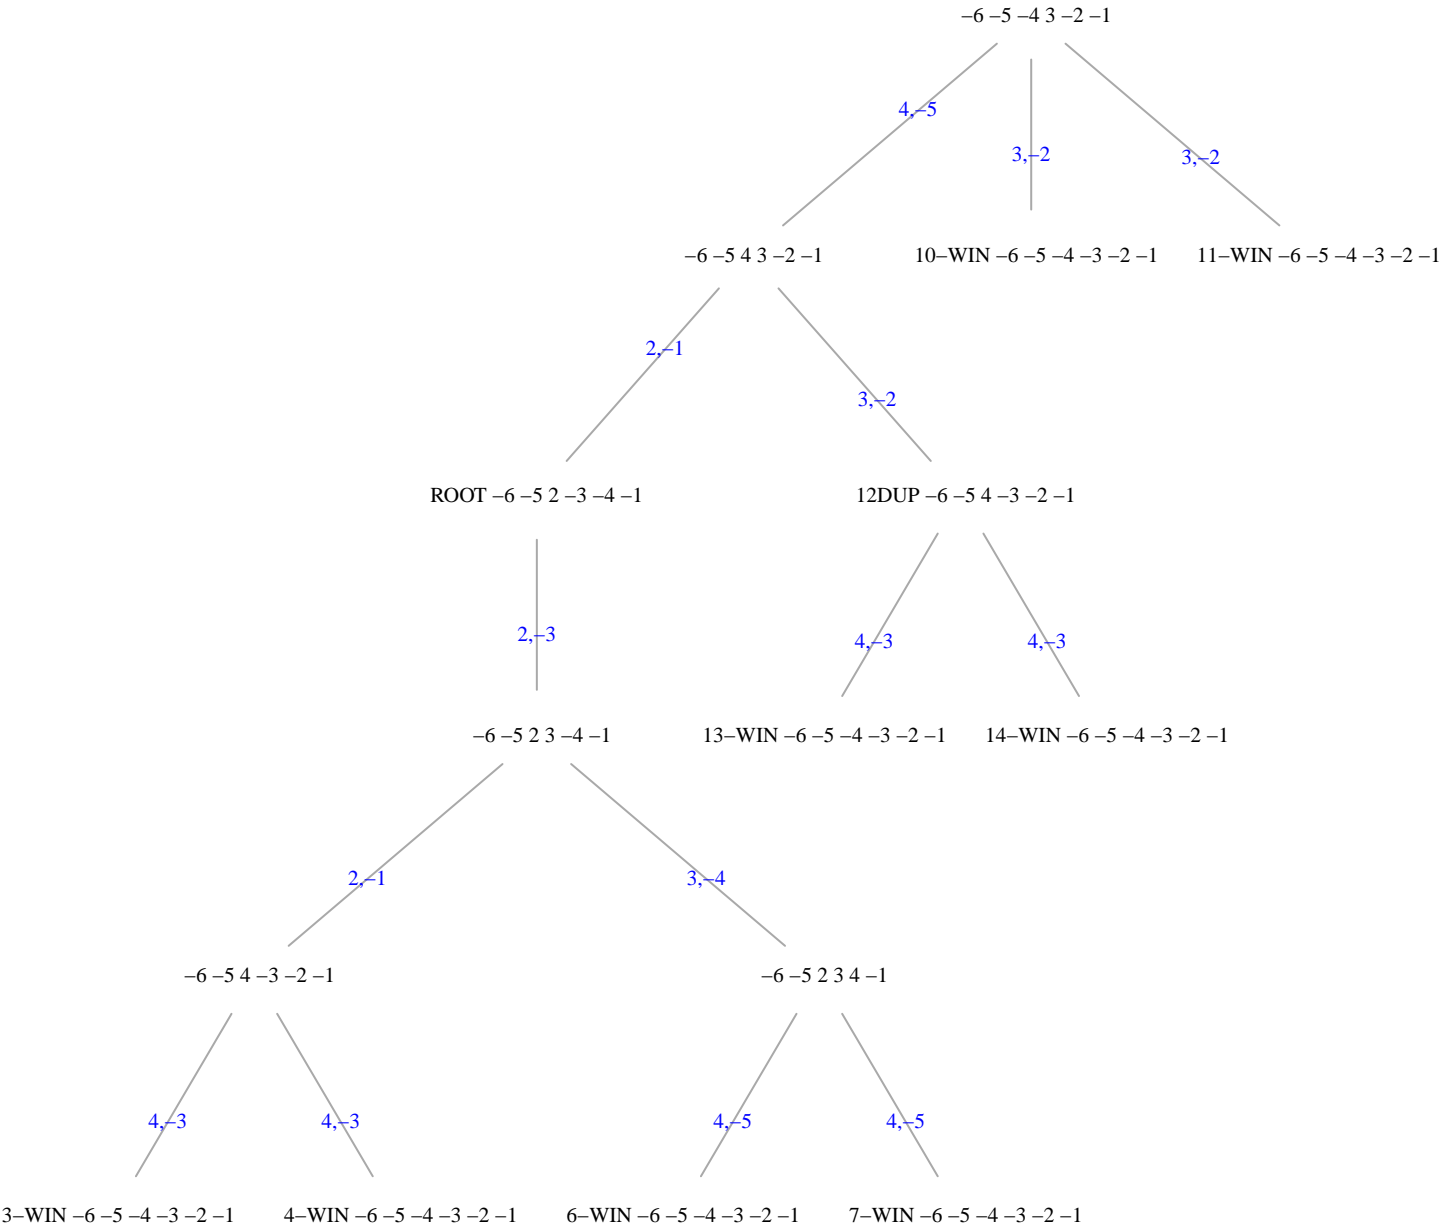 –6 –5 –4 3 –2 –1
4,–5
3,–2
3,–2
–6 –5 4 3 –2 –1
10–WIN –6 –5 –4 –3 –2 –1
11–WIN –6 –5 –4 –3 –2 –1
2,–1
3,–2
ROOT –6 –5 2 –3 –4 –1
12DUP –6 –5 4 –3 –2 –1
2,–3
4,–3
4,–3
–6 –5 2 3 –4 –1
13–WIN –6 –5 –4 –3 –2 –1
14–WIN –6 –5 –4 –3 –2 –1
2,–1
3,–4
–6 –5 4 –3 –2 –1
–6 –5 2 3 4 –1
4,–3
4,–3
4,–5
4,–5
3–WIN –6 –5 –4 –3 –2 –1
4–WIN –6 –5 –4 –3 –2 –1
6–WIN –6 –5 –4 –3 –2 –1
7–WIN –6 –5 –4 –3 –2 –1